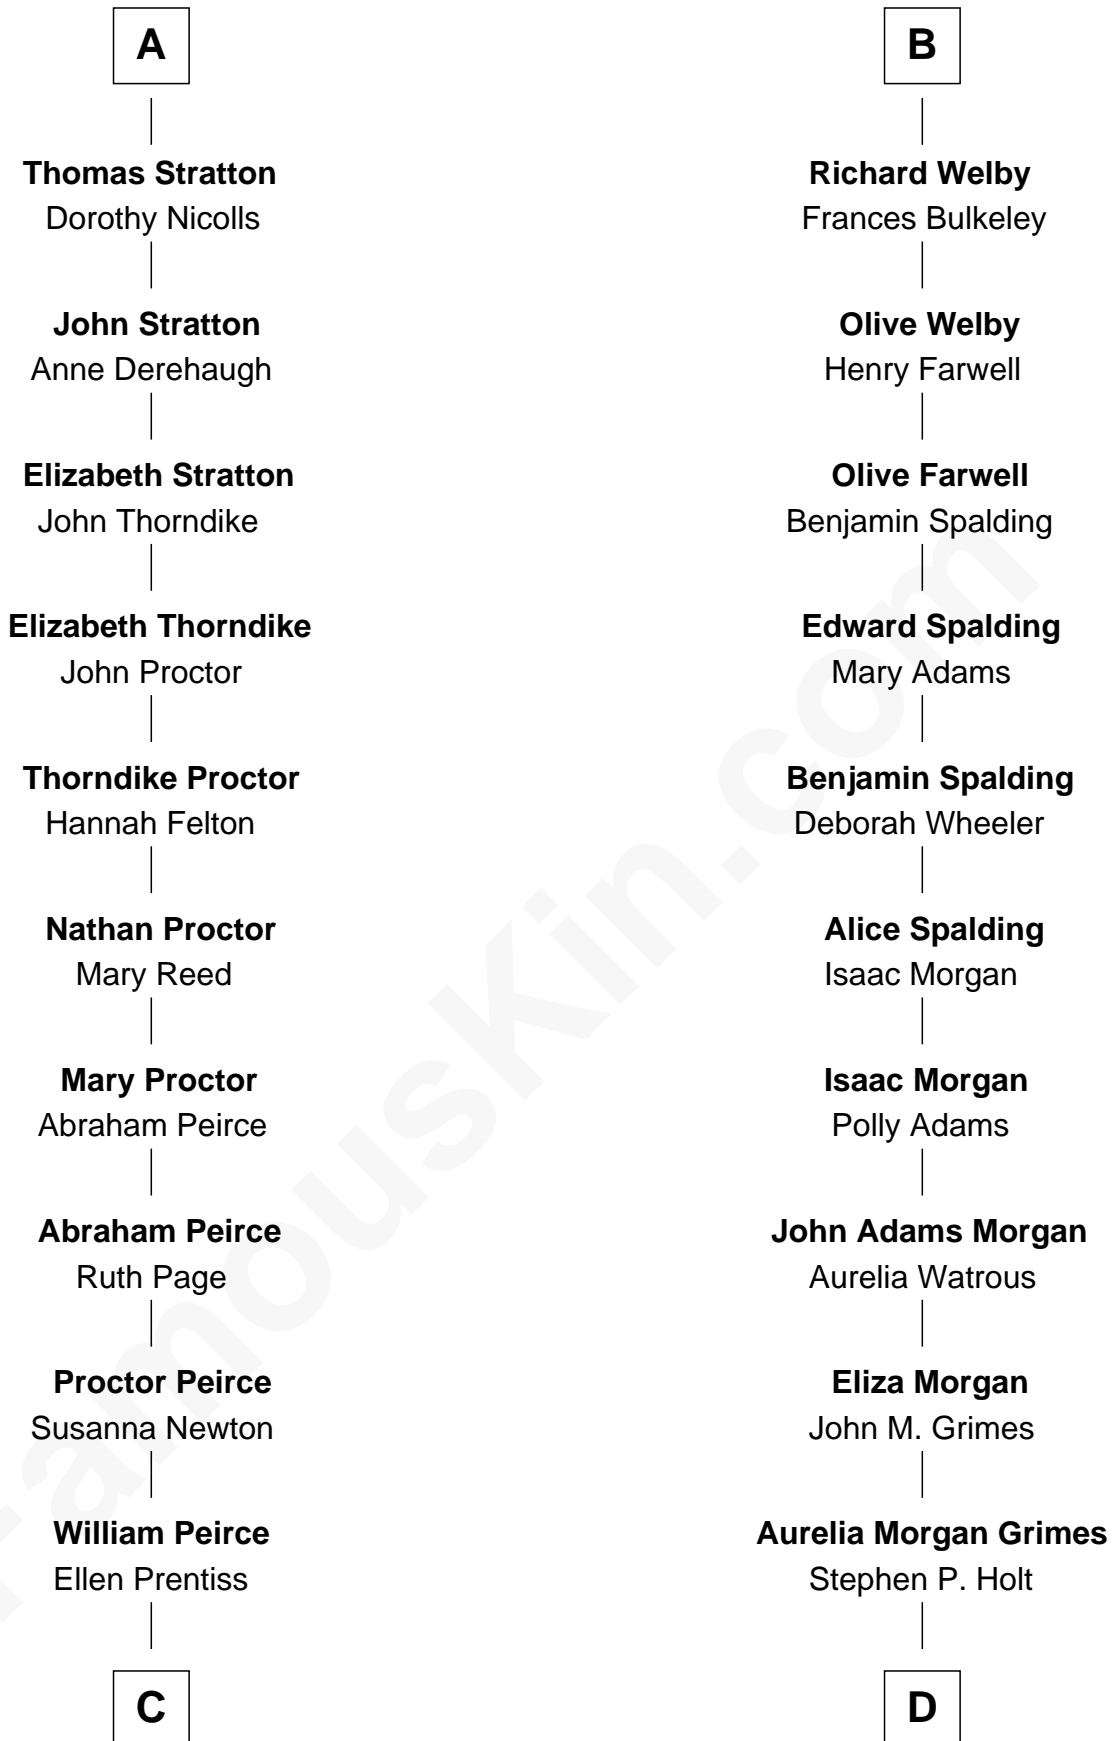 A
Thomas Stratton
Dorothy Nicolls
John Stratton
Anne Derehaugh
Elizabeth Stratton
John Thorndike
Elizabeth Thorndike
John Proctor
Thorndike Proctor
Hannah Felton
Nathan Proctor
Mary Reed
Mary Proctor
Abraham Peirce
Abraham Peirce
Ruth Page
Proctor Peirce
Susanna Newton
William Peirce
Ellen Prentiss
C
B
Richard Welby
Frances Bulkeley
Olive Welby
Henry Farwell
Olive Farwell
Benjamin Spalding
Edward Spalding
Mary Adams
Benjamin Spalding
Deborah Wheeler
Alice Spalding
Isaac Morgan
Isaac Morgan
Polly Adams
John Adams Morgan
Aurelia Watrous
Eliza Morgan
John M. Grimes
Aurelia Morgan Grimes
Stephen P. Holt
D
FamousKin.com